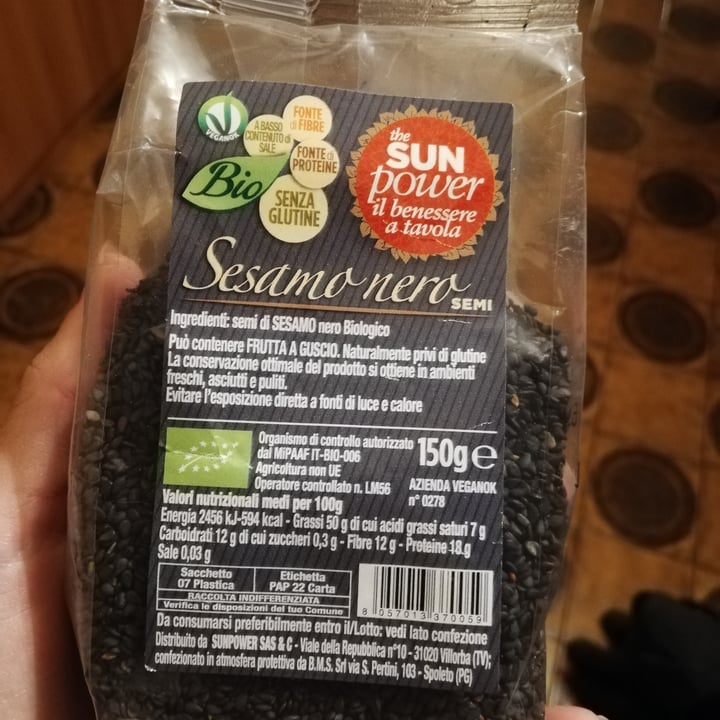 VEGANOK
A BASSO
CONTENUTO di
SALE
FONTE
di FIBRE
FONTE di
PROTEINE
Bio
SENZA
GLUTINE
the
SUN
power
il benessere
a tavola
Sesamo nero
SEMI
Ingredienti: semi di SESAMO nero Biologico
Può contenere FRUTTA A GUSCIO. Naturalmente privi di glutine
La conservazione ottimale del prodotto si ottiene in ambienti
freschi, asciutti e puliti.
Evitare l'esposizione diretta a fonti di luce e calore
Organismo di controllo autorizzato
dal MiPAAF IT-BIO-006
Agricoltura non UE
Operatore controllato n. LM56
150g e
AZIENDA VEGANOK
n° 0278
Valori nutrizionali medi per 100g
Energia 2456 kJ-594 kcal - Grassi 50 g di cui acidi grassi saturi 7 g
Carboidrati 12 g di cui zuccheri 0,3 g - Fibre 12 g - Proteine 18.g
Sale 0,03 g
Sacchetto
07 Plastica
Etichetta
PAP 22 Carta
RACCOLTA INDIFFERENZIATA
Verifica le disposizioni del tuo Comune
8 057013 370059
Da consumarsi preferibilmente entro il/Lotto: vedi lato confezione
Distribuito da SUNPOWER SAS & C - Viale della Repubblica n°10 - 31020 Villorba (TV);
confezionato in atmosfera protettiva da B.M.S. Srl via S. Pertini, 103 - Spoleto (PG)